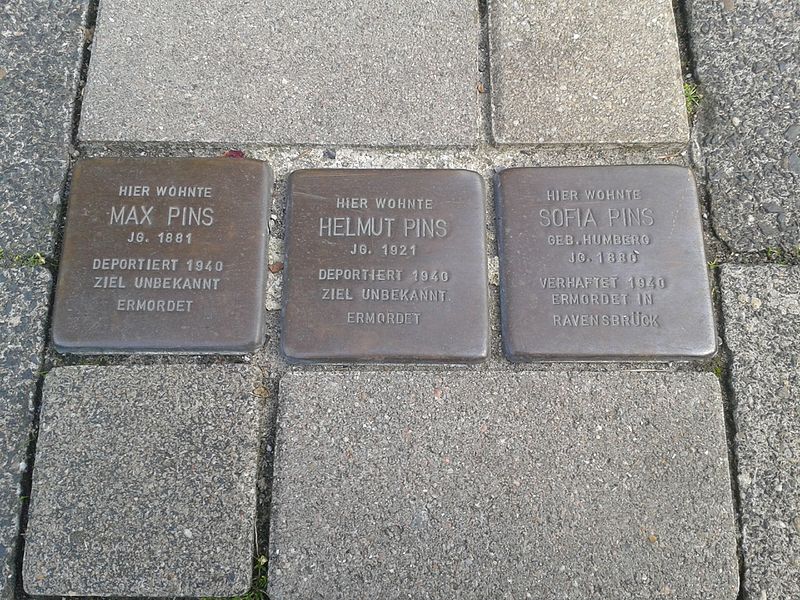 HIER WOHNTE
MAX PINS
JG. 1881
DEPORTIERT 1940
ZIEL UNBEKANNT
ERMORDET
HIER WOHNTE
HELMUT PINS
JG. 1921
DEPORTIERT 1940
ZIEL UNBEKANNT
ERMORDET
HIER WOHNTE
SOFIA PINS
GEB. HUMBERG
JG. 1880
VERHAFTET 1940
ERMORDET IN
RAVENSBRÜCK